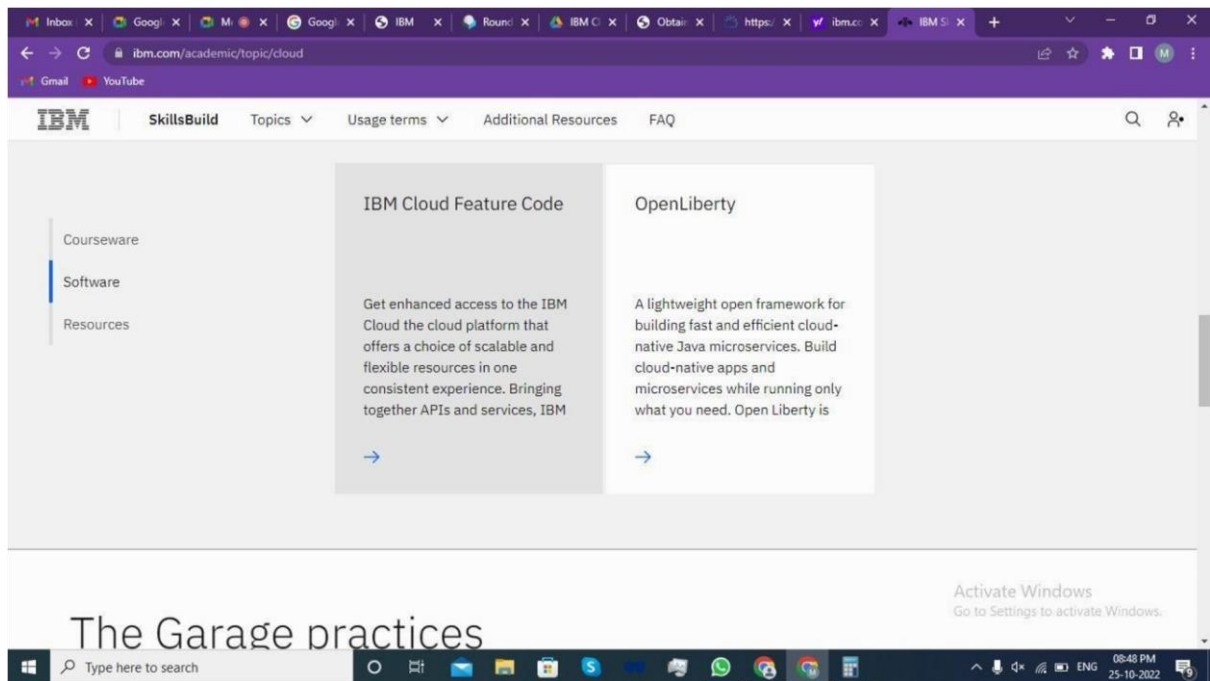 Inbox
Googl
M
Googl
IBM
Round
IBM C
Obtain
https:/
ibm.cc
IBM S
ibm.com/academic/topic/cloud
M
Gmail
YouTube
IBM
SkillsBuild
Topics
Usage terms
Additional Resources
FAQ
Courseware
Software
Resources
IBM Cloud Feature Code
Get enhanced access to the IBM
Cloud the cloud platform that
offers a choice of scalable and
flexible resources in one
consistent experience. Bringing
together APIs and services, IBM
OpenLiberty
A lightweight open framework for
building fast and efficient cloud-
native Java microservices. Build
cloud-native apps and
microservices while running only
what you need. Open Liberty is
The Garage practices
Activate Windows
Go to Settings to activate Windows.
Type here to search
ENG
08:48 PM
25-10-2022